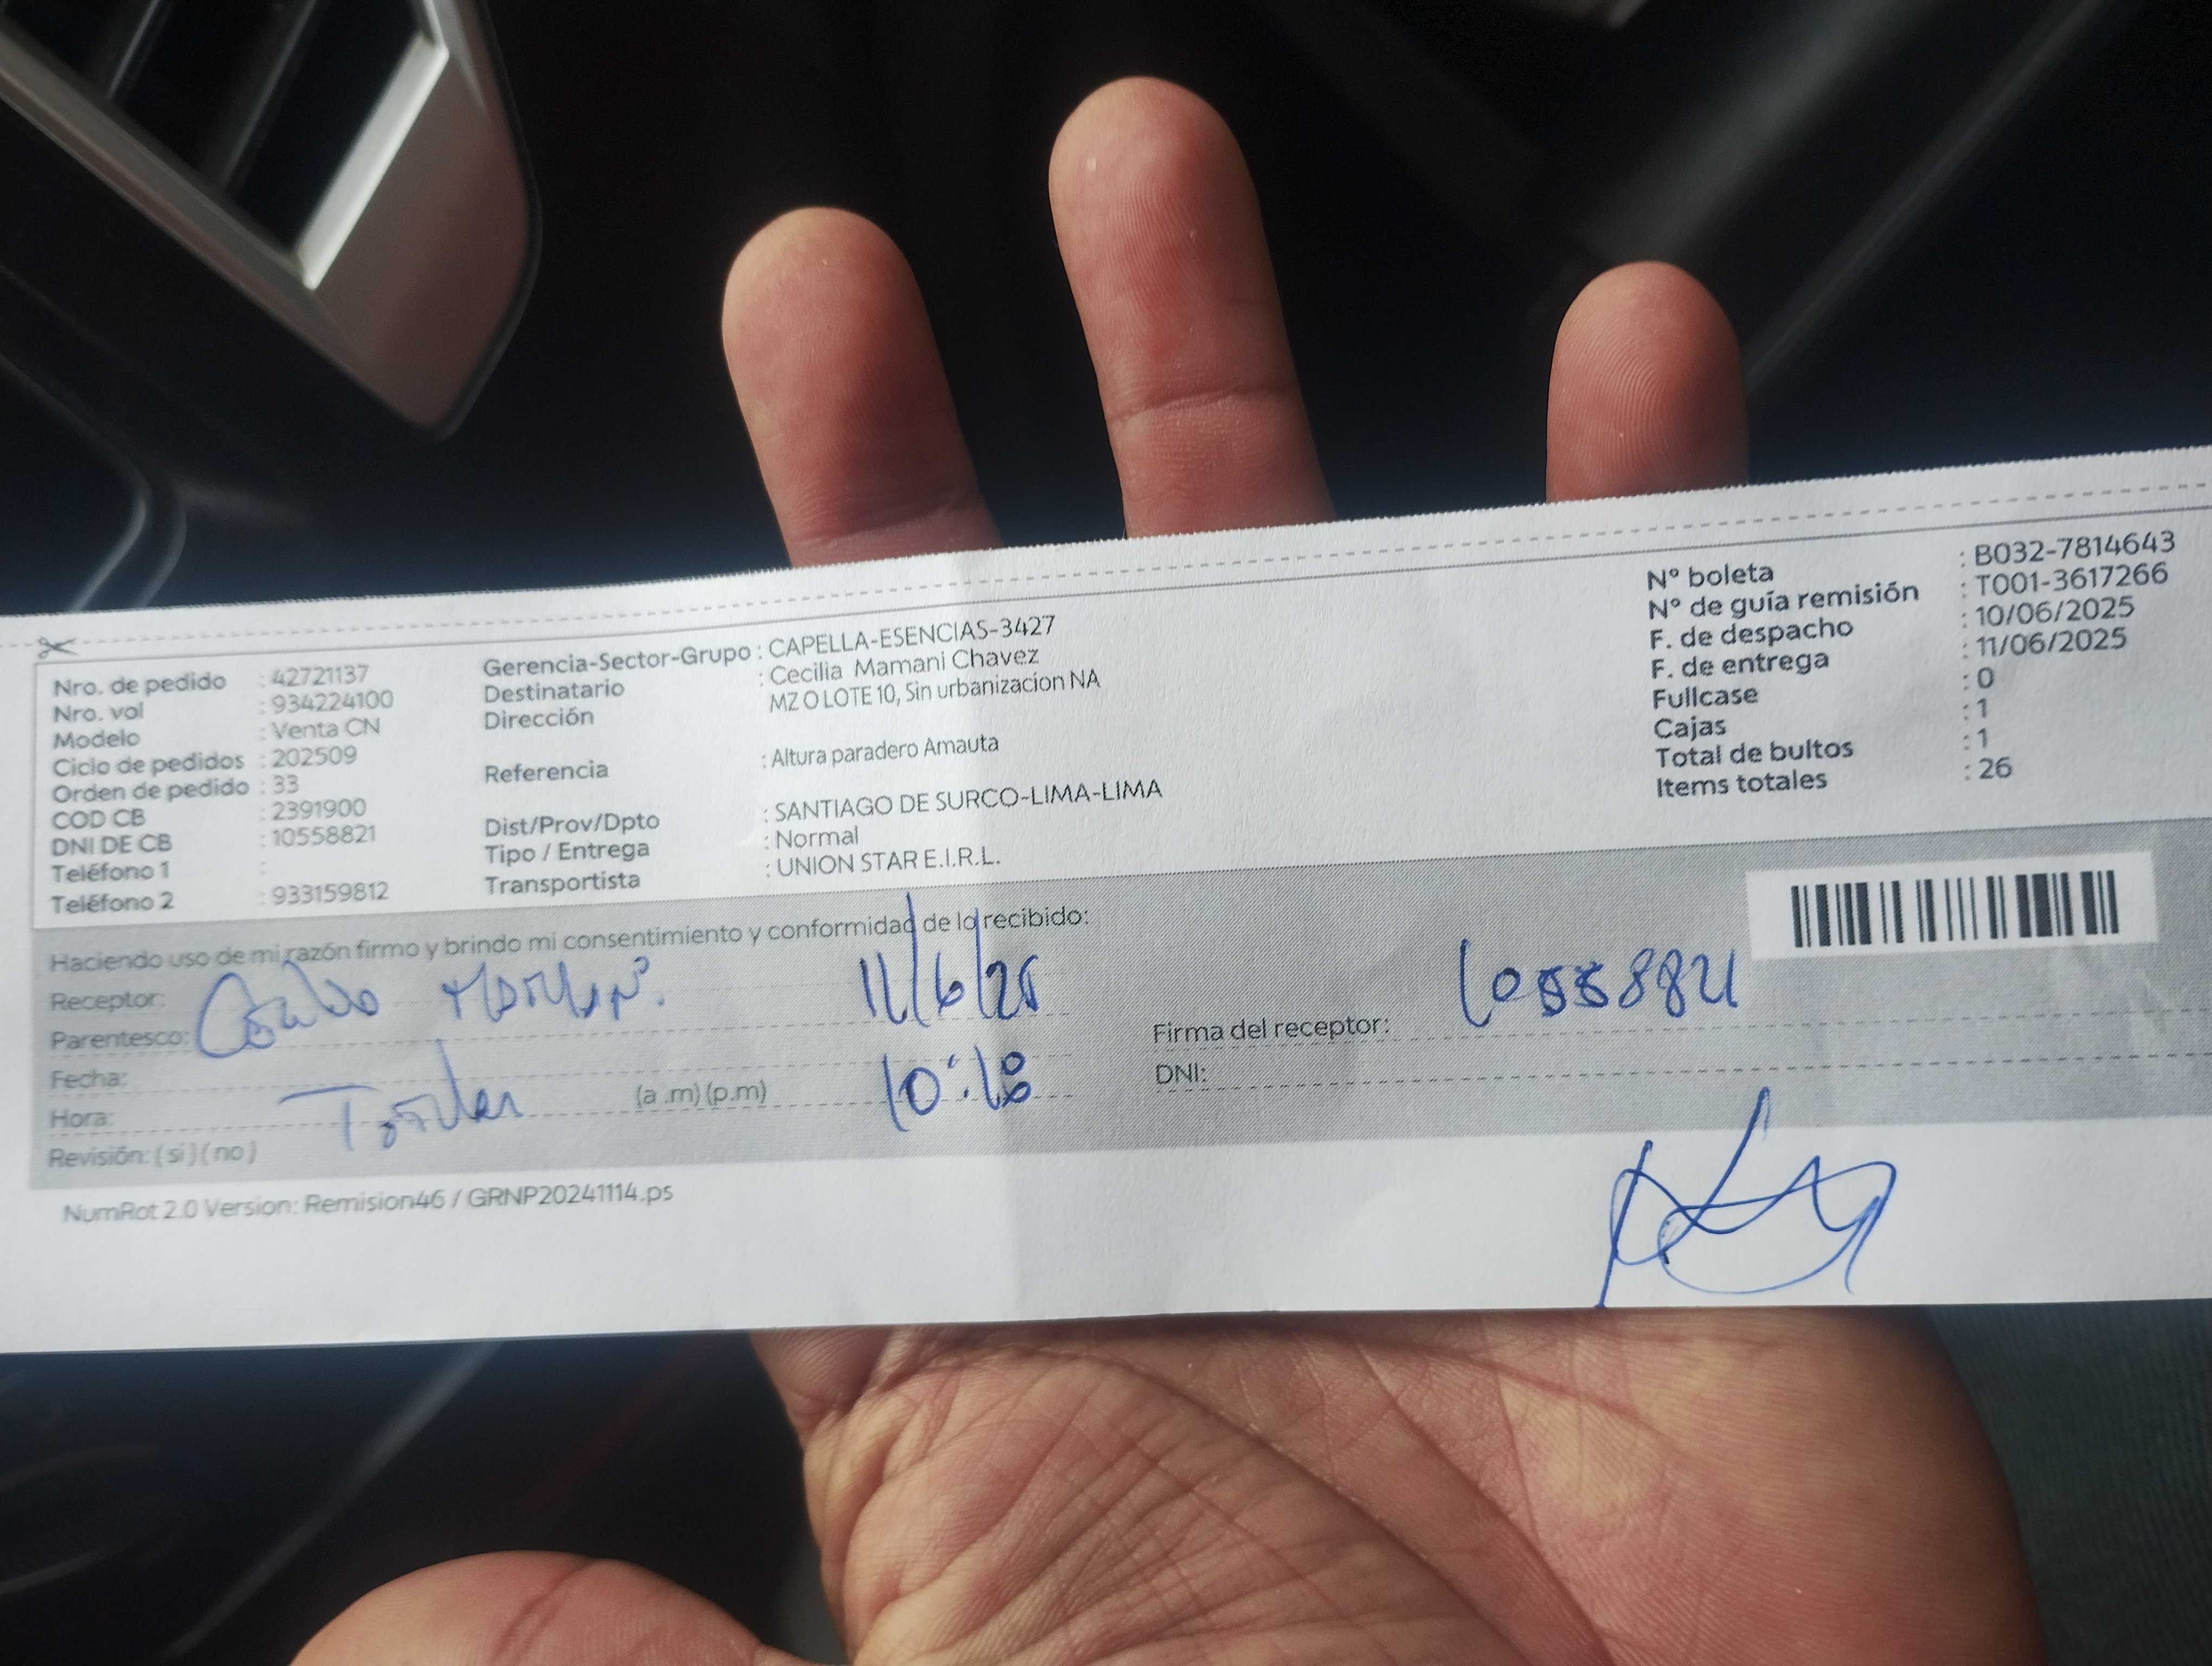 Nro. de pedido : 42721137
Nro. vol : 934224100
Modelo : Venta CN
Ciclo de pedidos : 202509
Orden de pedido : 33
COD CB : 2391900
DNI DE CB : 10558821
Teléfono 1 :
Teléfono 2 : 933159812
Gerencia-Sector-Grupo : CAPELLA-ESENCIAS-3427
Destinatario : Cecilia Mamani Chavez
Dirección MZ O LOTE 10, Sin urbanizacion NA
Referencia : Altura paradero Amauta
Dist/Prov/Dpto : SANTIAGO DE SURCO-LIMA-LIMA
Tipo / Entrega : Normal
Transportista : UNION STAR E.I.R.L.
N° boleta : B032-7814643
N° de guía remisión : T001-3617266
F. de despacho : 10/06/2025
F. de entrega : 11/06/2025
Fullcase : 0
Cajas : 1
Total de bultos : 1
Items totales : 26
Haciendo uso de mi razón firmo y brindo mi consentimiento y conformidad de lo recibido:
Receptor:
Parentesco:
Fecha: 11/6/25
Hora: (a .m) (p.m) 10:18
Revisión: ( si ) ( no )
Firma del receptor:
DNI:
NumRot 2.0 Version: Remision46 / GRNP20241114.ps